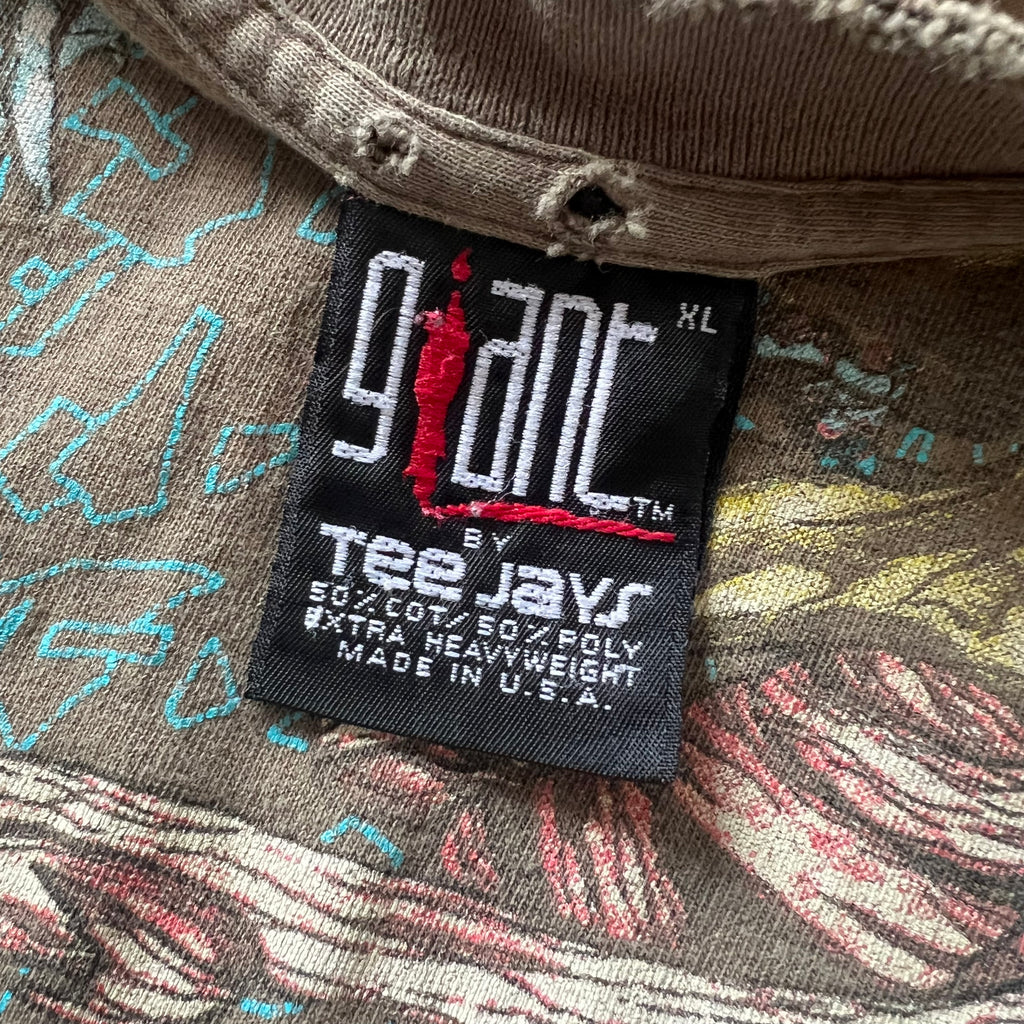 giant XL
TM
BY
Tee Jays
50% COT/50% POLY
EXTRA HEAVYWEIGHT
MADE IN U.S.A.